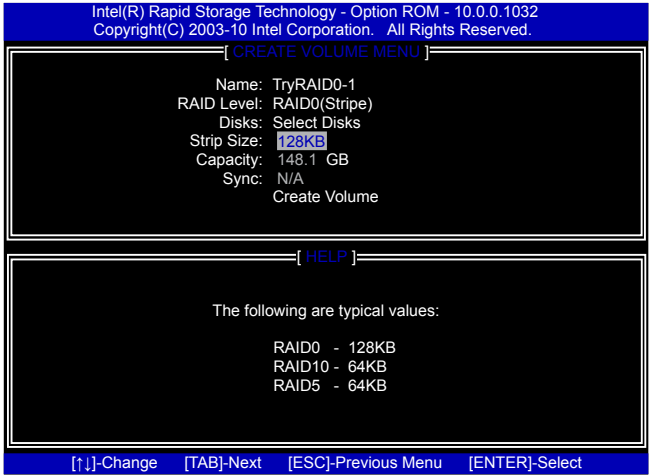 Intel(R) Rapid Storage Technology - Option ROM - 10.0.0.1032
Copyright(C) 2003-10 Intel Corporation. All Rights Reserved.
[ CREATE VOLUME MENU ]
Name: TryRAID0-1
RAID Level: RAID0(Stripe)
Disks: Select Disks
Strip Size: 128KB
Capacity: 148.1 GB
Sync: N/A
Create Volume
[ HELP ]
The following are typical values:
RAID0 - 128KB
RAID10 - 64KB
RAID5 - 64KB
[↑↓]-Change [TAB]-Next [ESC]-Previous Menu [ENTER]-Select